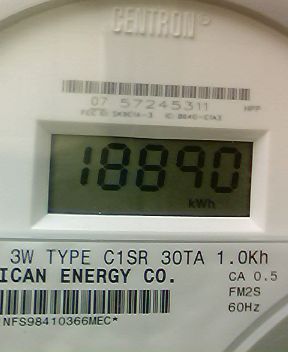 CENTRON®
07 57245311 HPP
18890
kWh
3W TYPE C1SR 30TA 1.0Kh
ICAN ENERGY CO. CA 0.5
FM2S
60Hz
NFS98410366MEC*